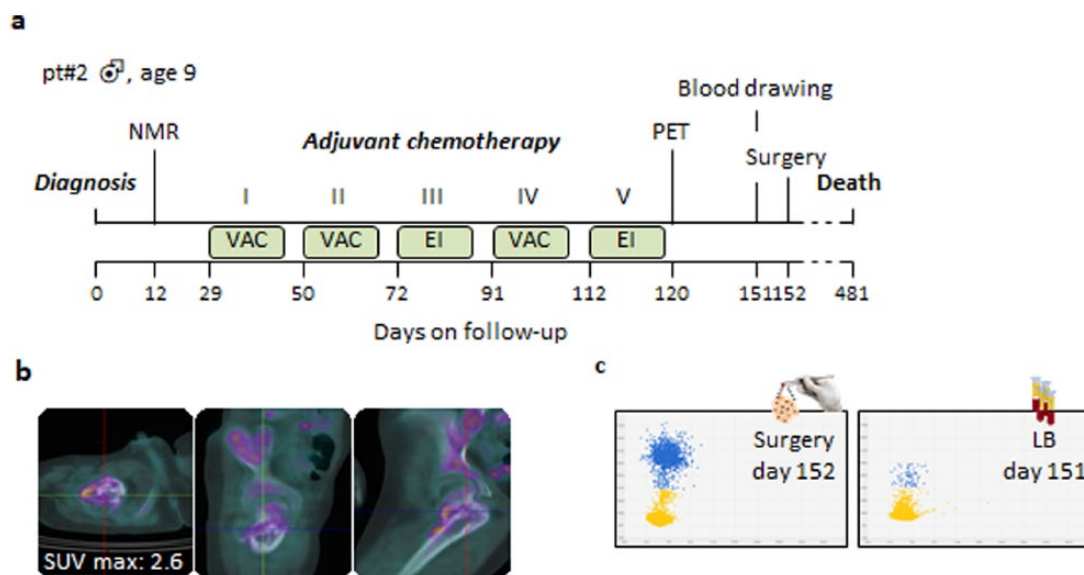 a
pt#2 ♂, age 9
Blood drawing
NMR
Adjuvant chemotherapy
PET
Surgery
Diagnosis
Death
I II III IV V
VAC VAC EI VAC EI
0 12 29 50 72 91 112 120 151 152 481
Days on follow-up
b
SUV max: 2.6
c
Surgery
day 152
LB
day 151